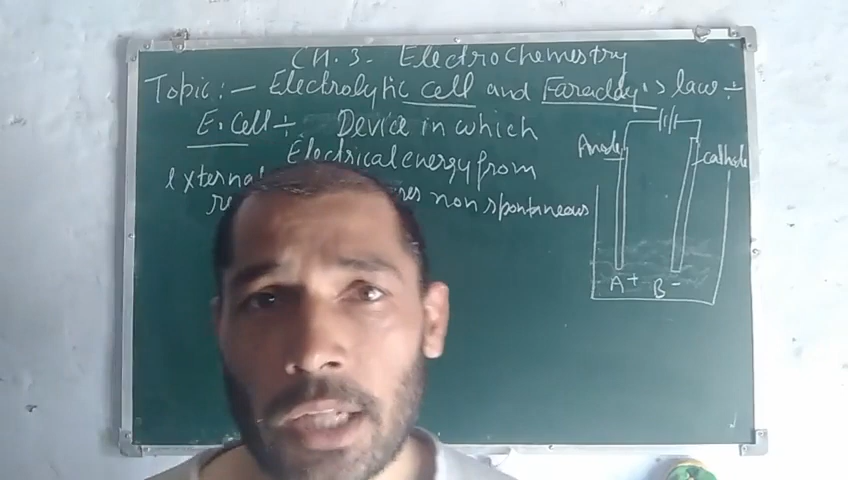 CH. 3. Electrochemestry
Topic:— Electrolytic cell and Faraday's law÷
E. Cell÷ Device in which
Electrical energy from
external
non spontaneous
Anode
cathode
A+ B-